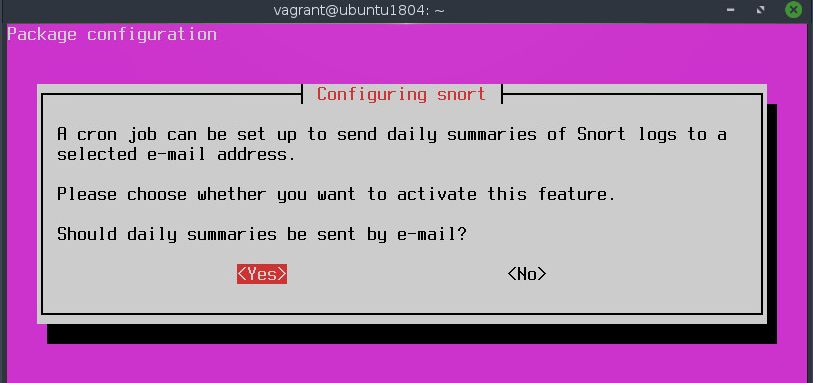 vagrant@ubuntu1804: ~
Package configuration
Configuring snort
A cron job can be set up to send daily summaries of Snort logs to a
selected e-mail address.
Please choose whether you want to activate this feature.
Should daily summaries be sent by e-mail?
<Yes> <No>